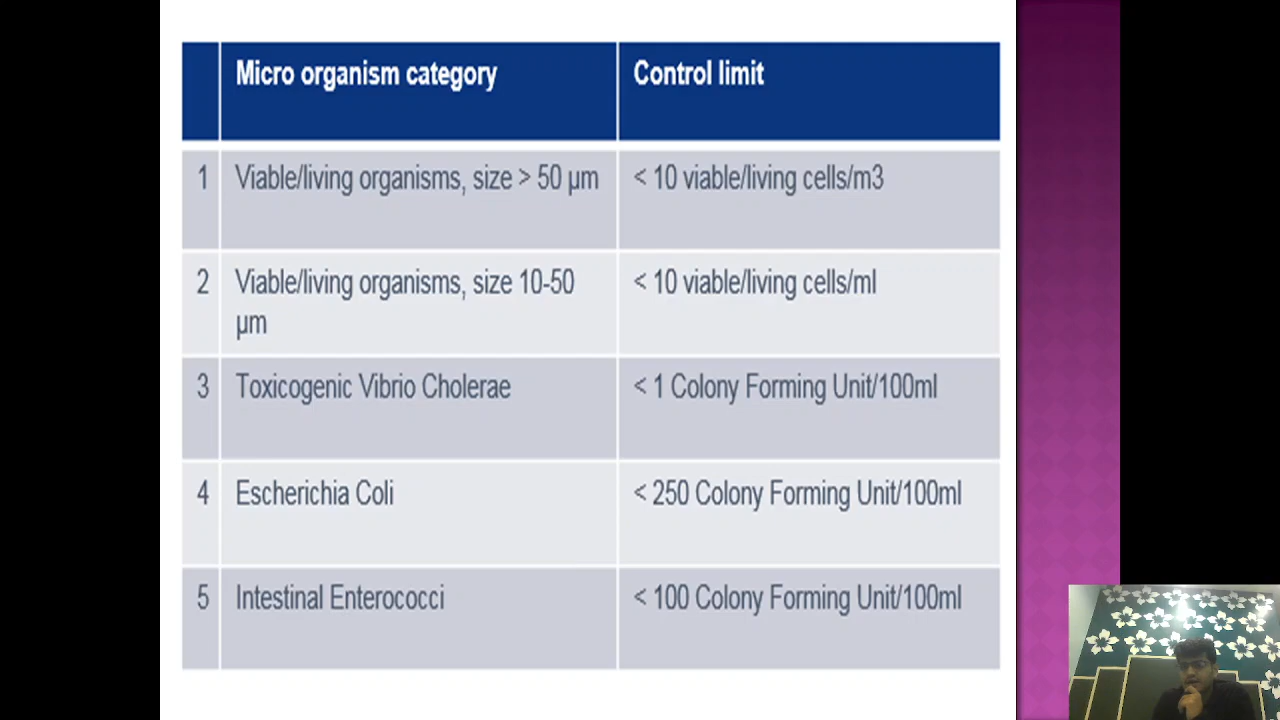 Micro organism category Control limit
1 Viable/living organisms, size > 50 µm < 10 viable/living cells/m3
2 Viable/living organisms, size 10-50 < 10 viable/living cells/ml
µm
3 Toxicogenic Vibrio Cholerae < 1 Colony Forming Unit/100ml
4 Escherichia Coli < 250 Colony Forming Unit/100ml
5 Intestinal Enterococci < 100 Colony Forming Unit/100ml